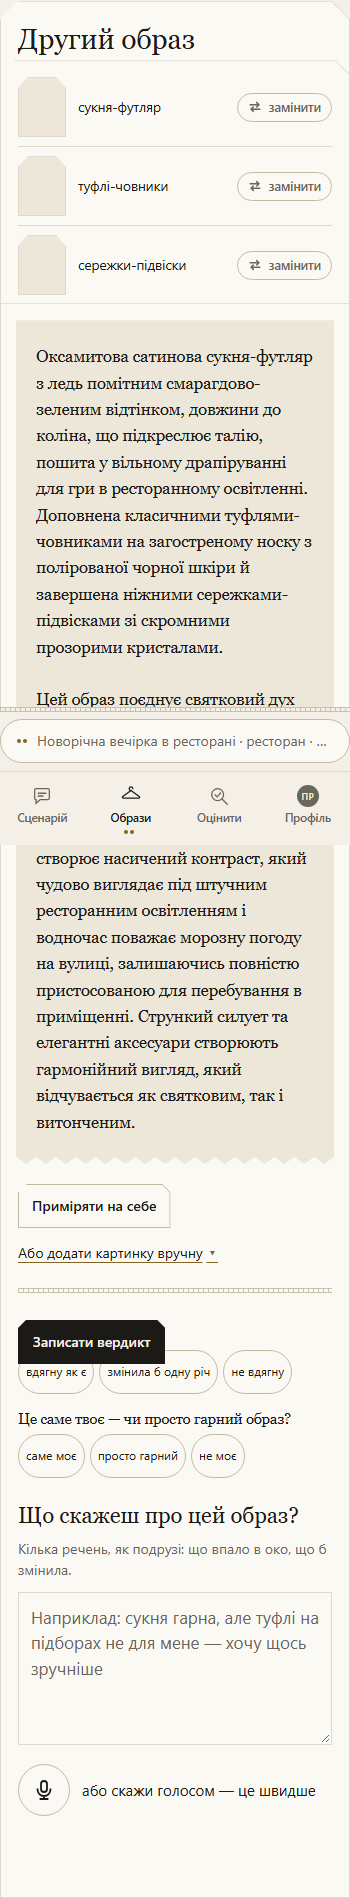 Другий образ
сукня-футляр
замінити
туфлі-човники
замінити
сережки-підвіски
замінити
Оксамитова сатинова сукня-футляр
з ледь помітним смарагдово-
зеленим відтінком, довжини до
коліна, що підкреслює талію,
пошита у вільному драпіруванні
для гри в ресторанному освітленні.
Доповнена класичними туфлями-
човниками на загостреному носку з
полірованої чорної шкіри й
завершена ніжними сережками-
підвісками зі скромними
прозорими кристалами.
Цей образ поєднує святковий дух
Новорічна вечірка в ресторані · ресторан · ...
Сценарій
Образи
Оцінити
ПР
Профіль
створює насичений контраст, який
чудово виглядає під штучним
ресторанним освітленням і
водночас поважає морозну погоду
на вулиці, залишаючись повністю
пристосованою для перебування в
приміщенні. Стрункий силует та
елегантні аксесуари створюють
гармонійний вигляд, який
відчувається як святковим, так і
витонченим.
Приміряти на себе
Або додати картинку вручну ▾
Записати вердикт
вдягну як є
змінила б одну річ
не вдягну
Це саме твоє — чи просто гарний образ?
саме моє
просто гарний
не моє
Що скажеш про цей образ?
Кілька речень, як подрузі: що впало в око, що б
змінила.
Наприклад: сукня гарна, але туфлі на
підборах не для мене — хочу щось
зручніше
або скажи голосом — це швидше